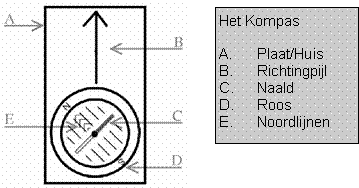 A
B
E
C
D
N
Het Kompas
A. Plaat/Huis
B. Richtingpijl
C. Naald
D. Roos
E. Noordlijnen